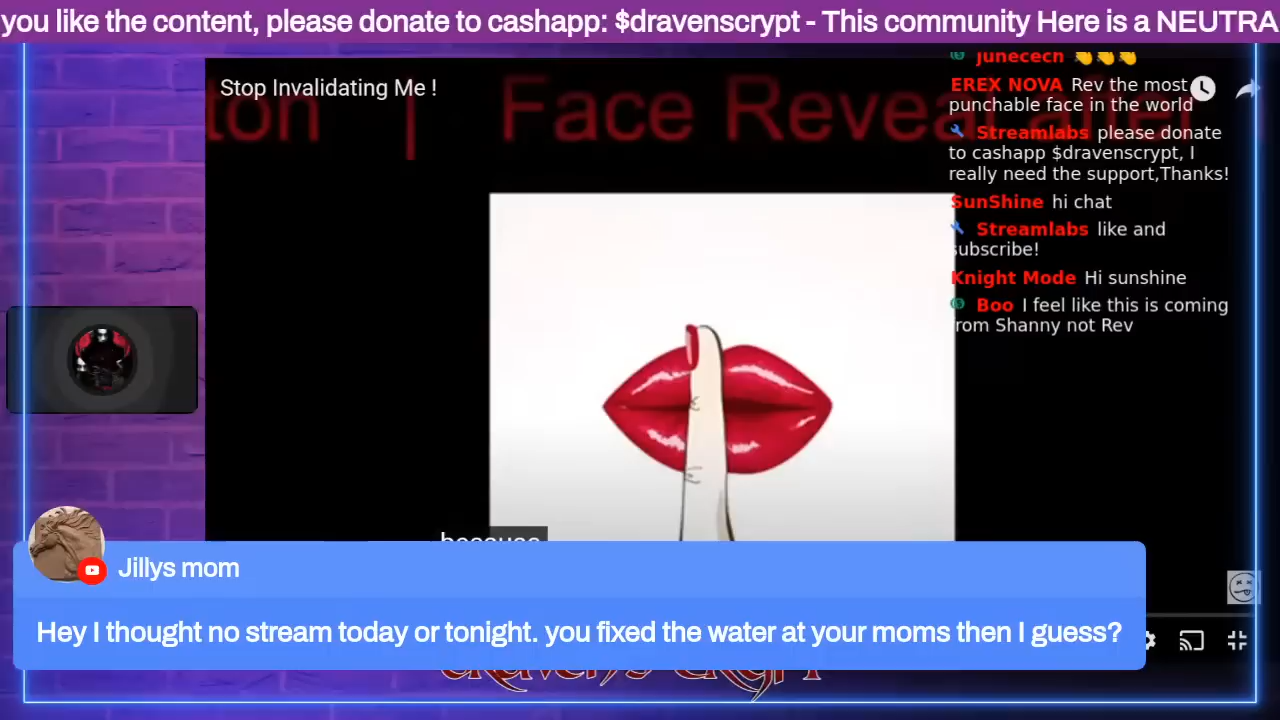 you like the content, please donate to cashapp: $dravenscrypt - This community Here is a NEUTRA
Stop Invalidating Me !
ton | Face Reveal
junecech 👏👏👏
EREX NOVA Rev the most
punchable face in the world
Streamlabs please donate
to cashapp $dravenscrypt, I
really need the support,Thanks!
SunShine hi chat
Streamlabs like and
subscribe!
Knight Mode Hi sunshine
Boo I feel like this is coming
from Shanny not Rev
because
Jillys mom
Hey I thought no stream today or tonight. you fixed the water at your moms then I guess?